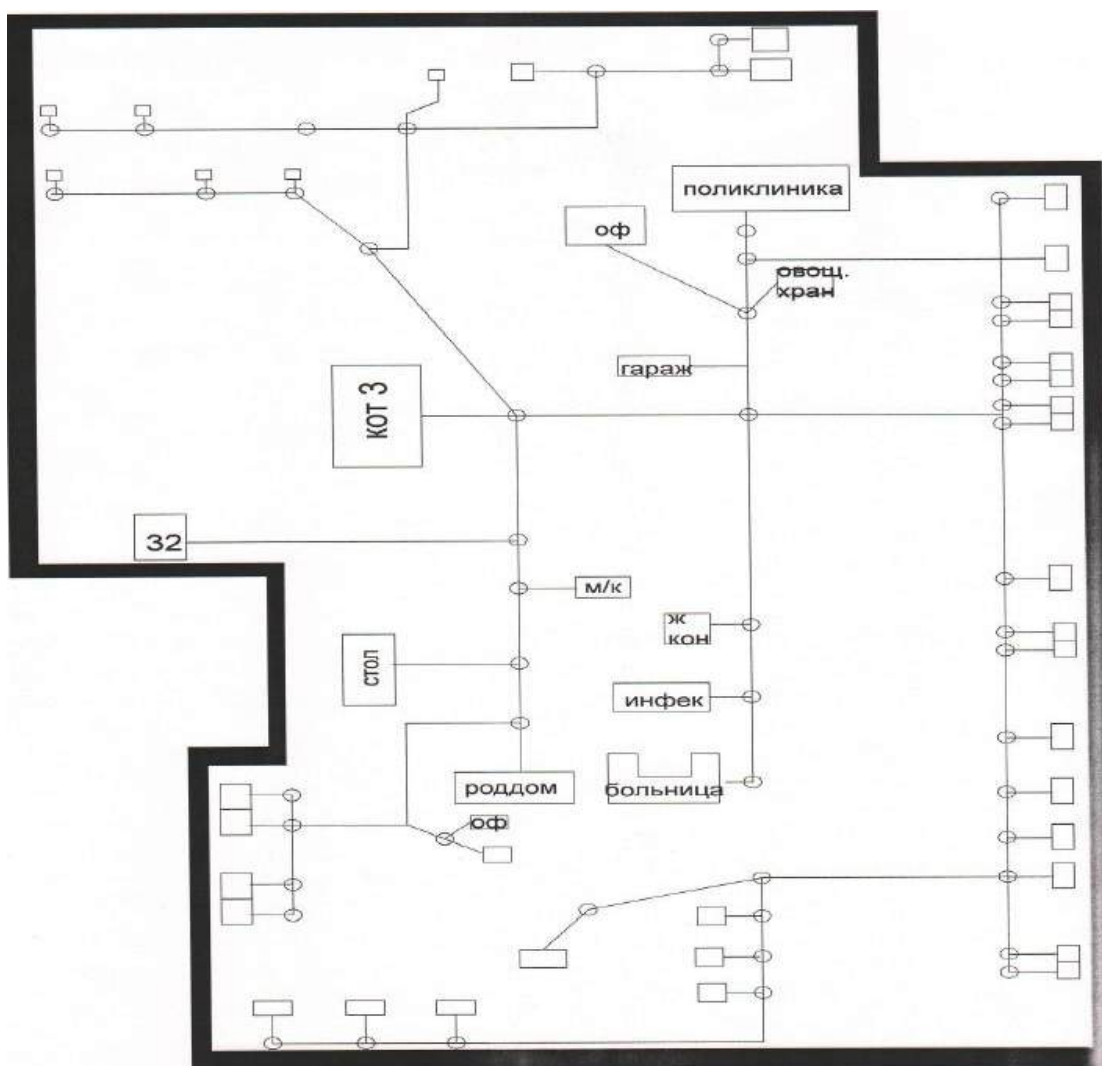 поликлиника
оф
овощ.
хран
гараж
КОТ 3
32
м/к
ж
кон
стол
инфек
роддом
больница
оф